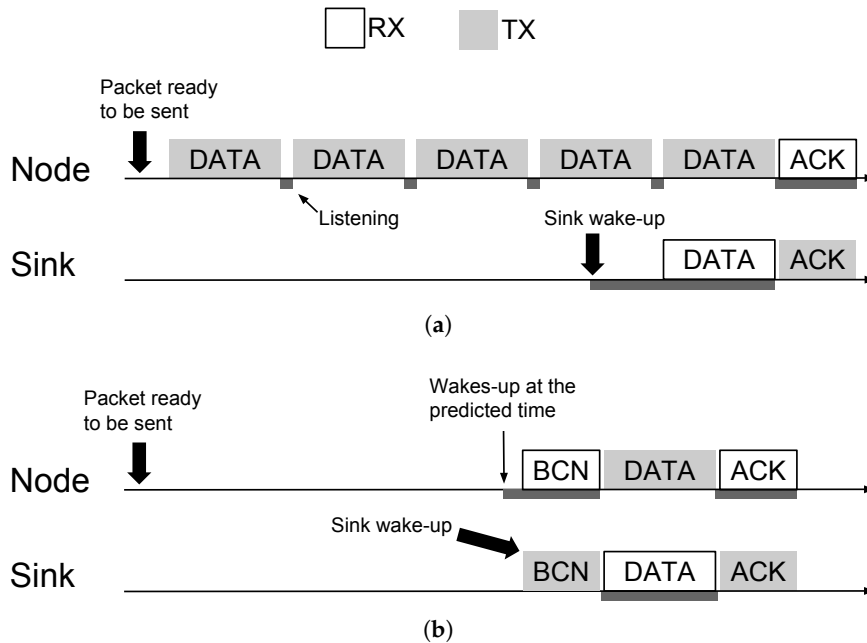 RX TX
Packet ready
to be sent
Node DATA DATA DATA DATA DATA ACK
Listening
Sink wake-up
Sink DATA ACK
(a)
Packet ready
to be sent
Wakes-up at the
predicted time
Node BCN DATA ACK
Sink wake-up
Sink BCN DATA ACK
(b)